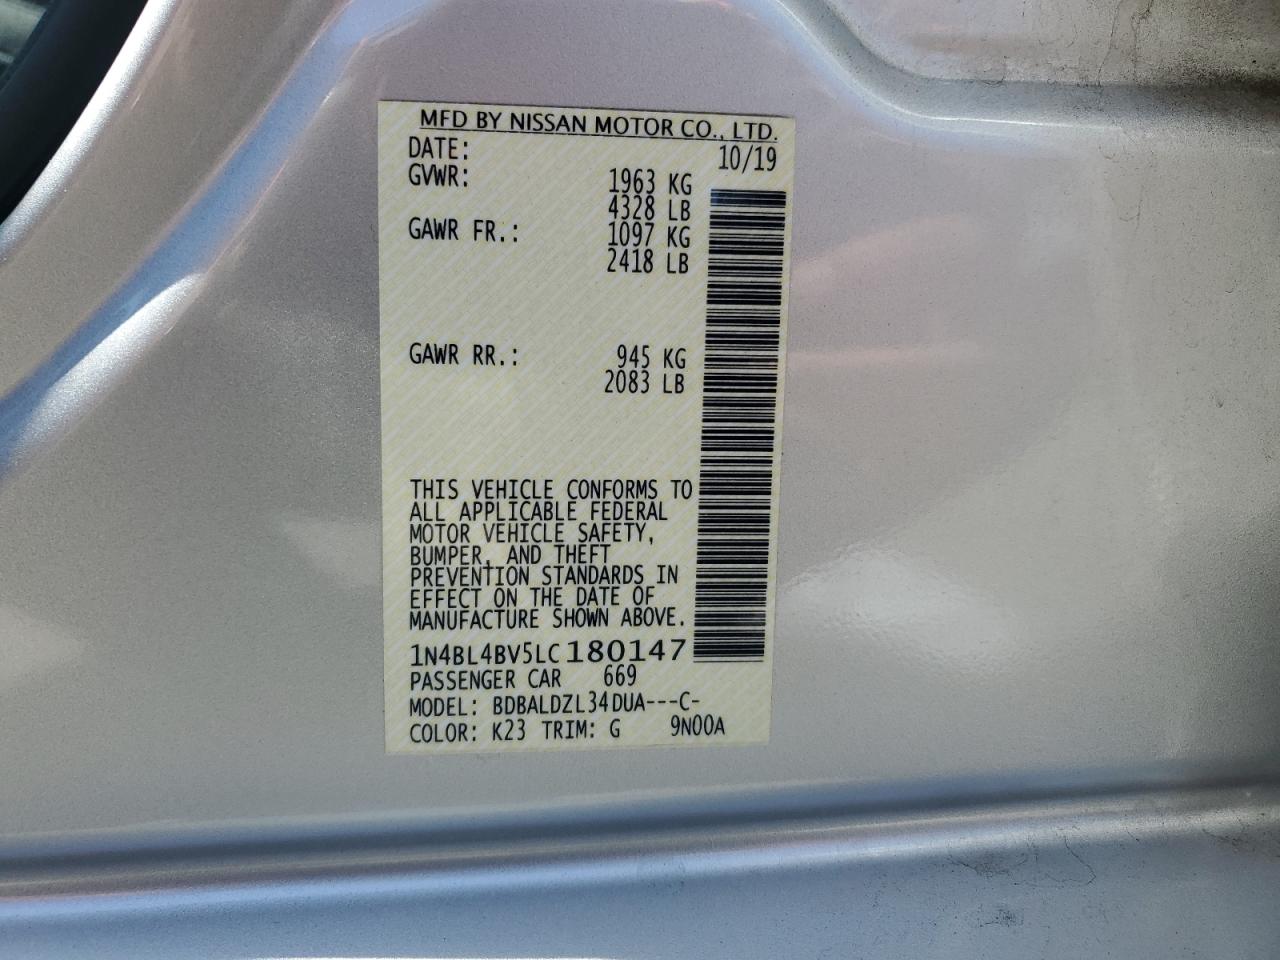 MFD BY NISSAN MOTOR CO., LTD.
DATE: 10/19
GVWR: 1963 KG
4328 LB
GAWR FR.: 1097 KG
2418 LB
GAWR RR.: 945 KG
2083 LB
THIS VEHICLE CONFORMS TO
ALL APPLICABLE FEDERAL
MOTOR VEHICLE SAFETY,
BUMPER, AND THEFT
PREVENTION STANDARDS IN
EFFECT ON THE DATE OF
MANUFACTURE SHOWN ABOVE.
1N4BL4BV5LC180147
PASSENGER CAR 669
MODEL: BDBALDZL34DUA---C-
COLOR: K23 TRIM: G 9N00A